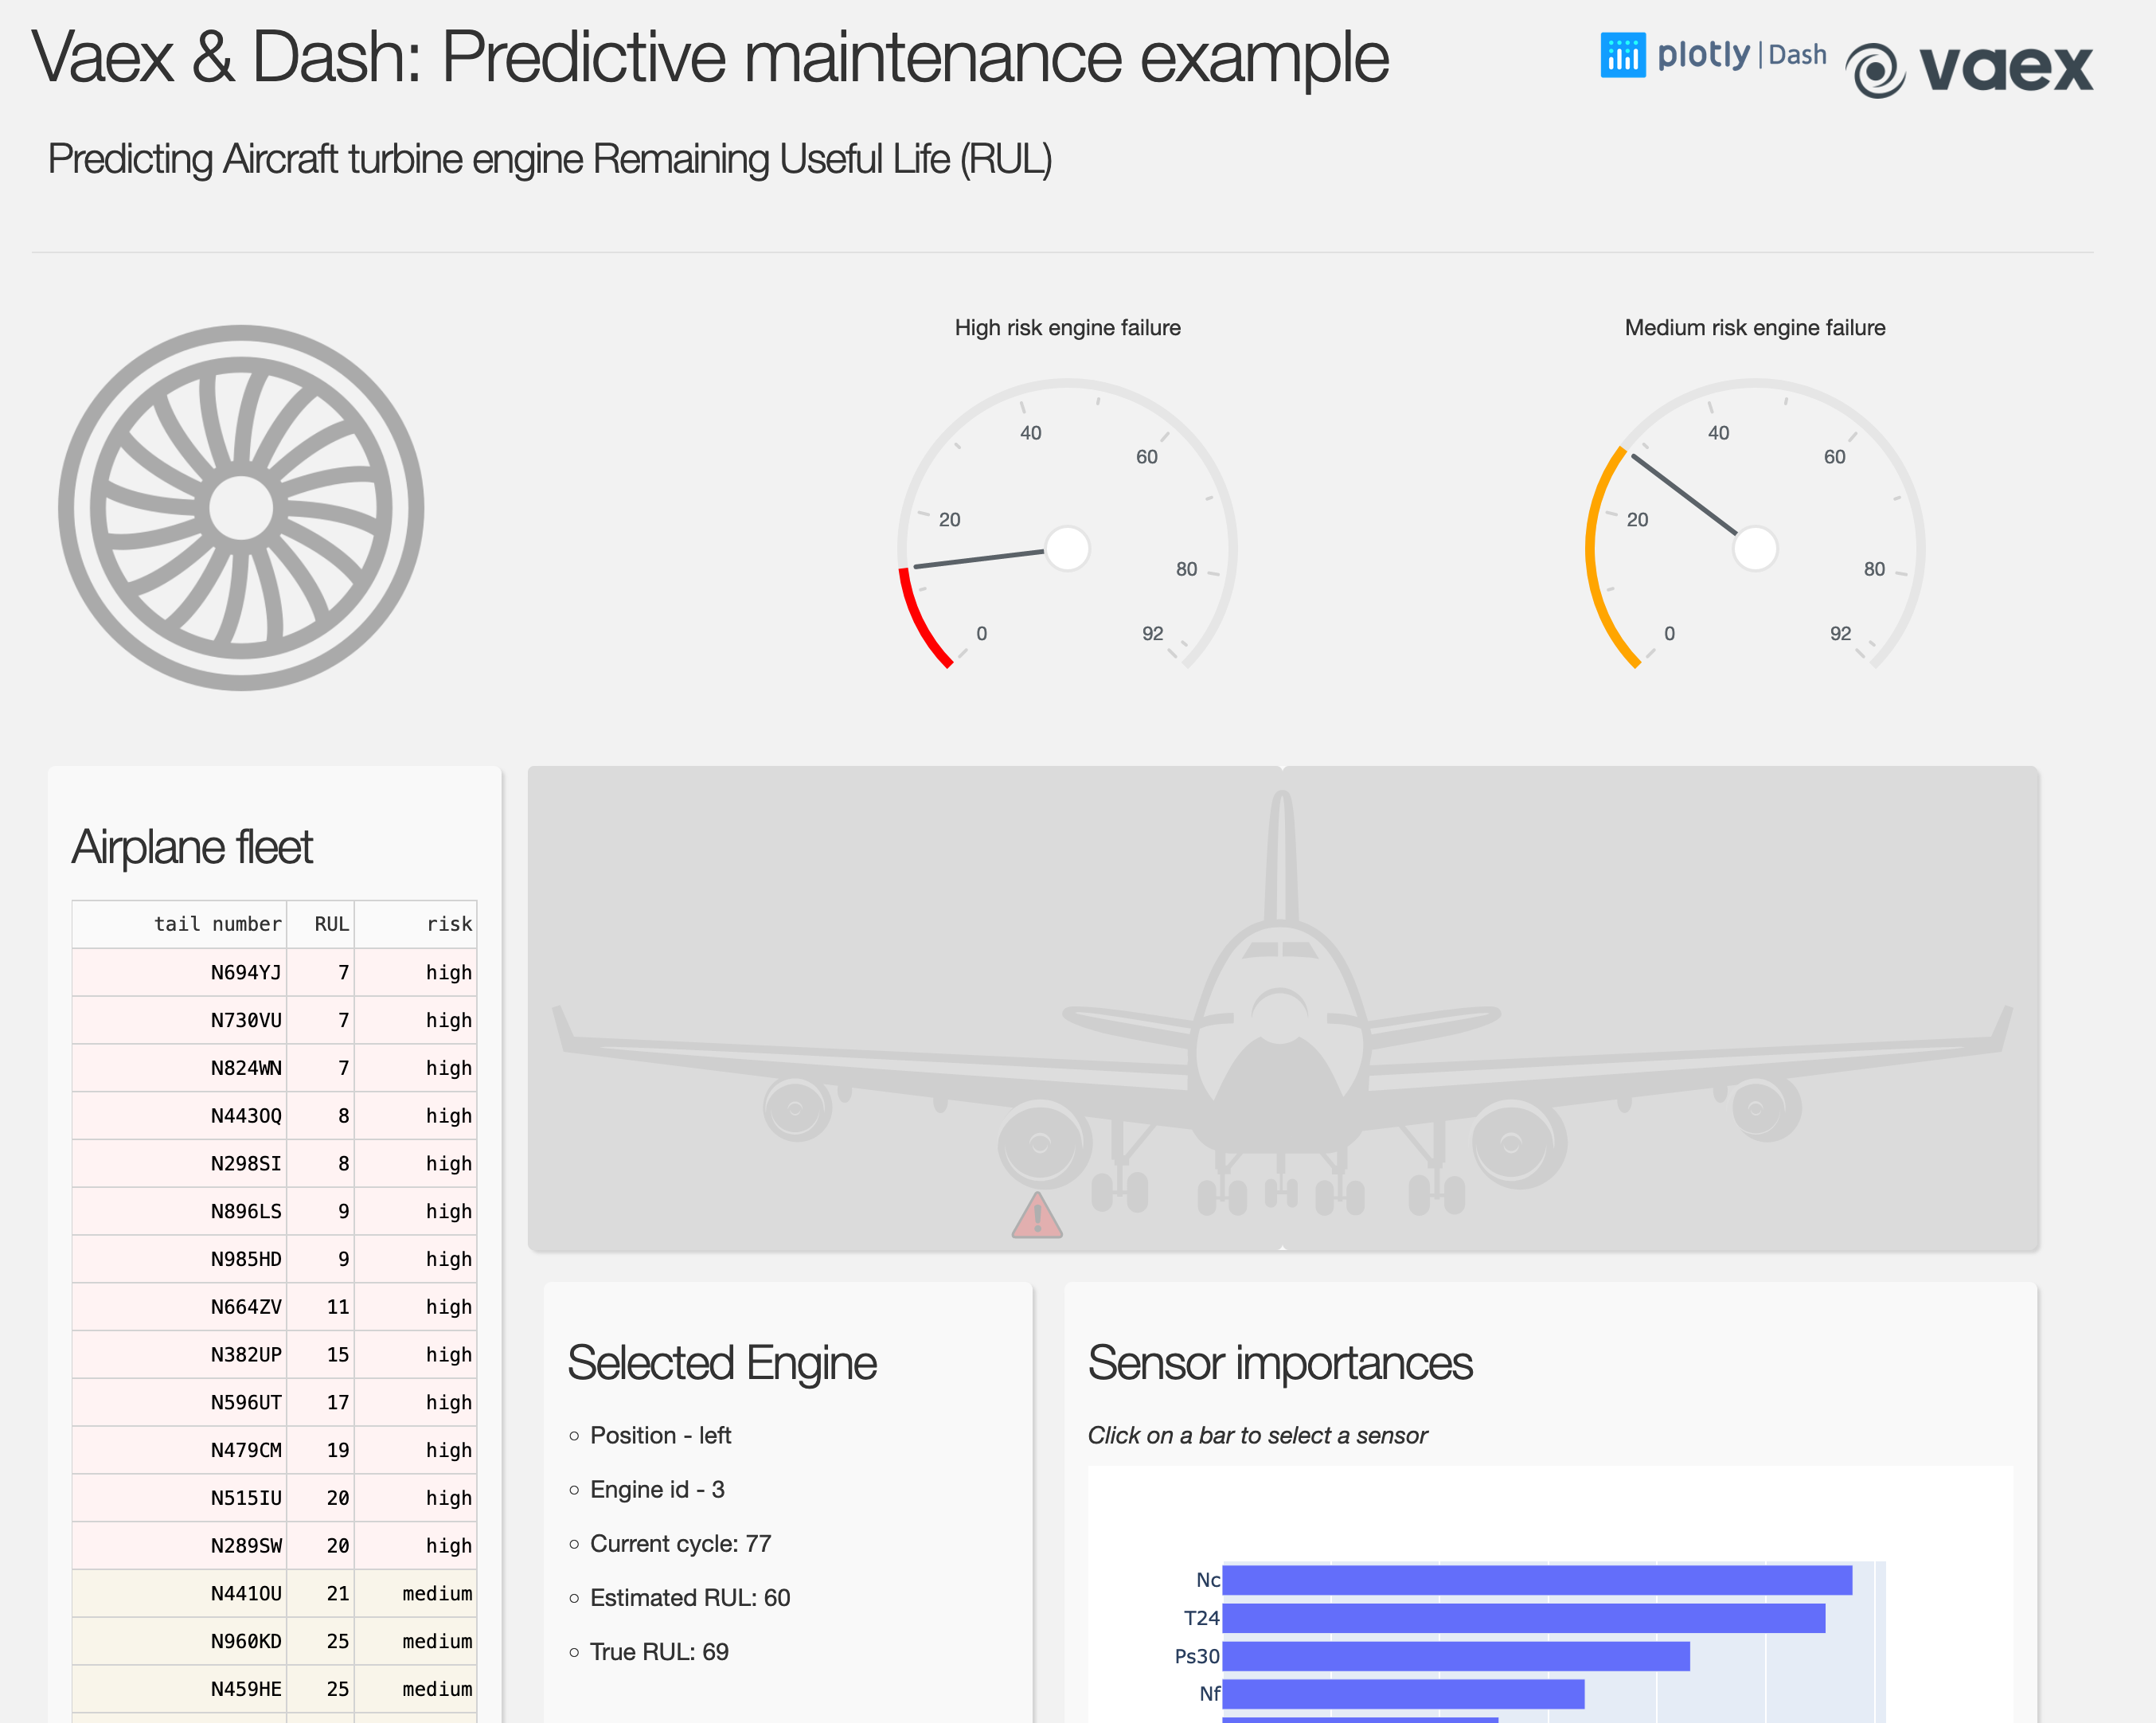 Vaex & Dash: Predictive maintenance example
plotly | Dash
vaex
Predicting Aircraft turbine engine Remaining Useful Life (RUL)
High risk engine failure
0
20
40
60
80
92
Medium risk engine failure
0
20
40
60
80
92
Airplane fleet
tail number RUL risk
N694YJ 7 high
N730VU 7 high
N824WN 7 high
N443OQ 8 high
N298SI 8 high
N896LS 9 high
N985HD 9 high
N664ZV 11 high
N382UP 15 high
N596UT 17 high
N479CM 19 high
N515IU 20 high
N289SW 20 high
N441OU 21 medium
N960KD 25 medium
N459HE 25 medium
!
Selected Engine
Position - left
Engine id - 3
Current cycle: 77
Estimated RUL: 60
True RUL: 69
Sensor importances
Click on a bar to select a sensor
Nc
T24
Ps30
Nf